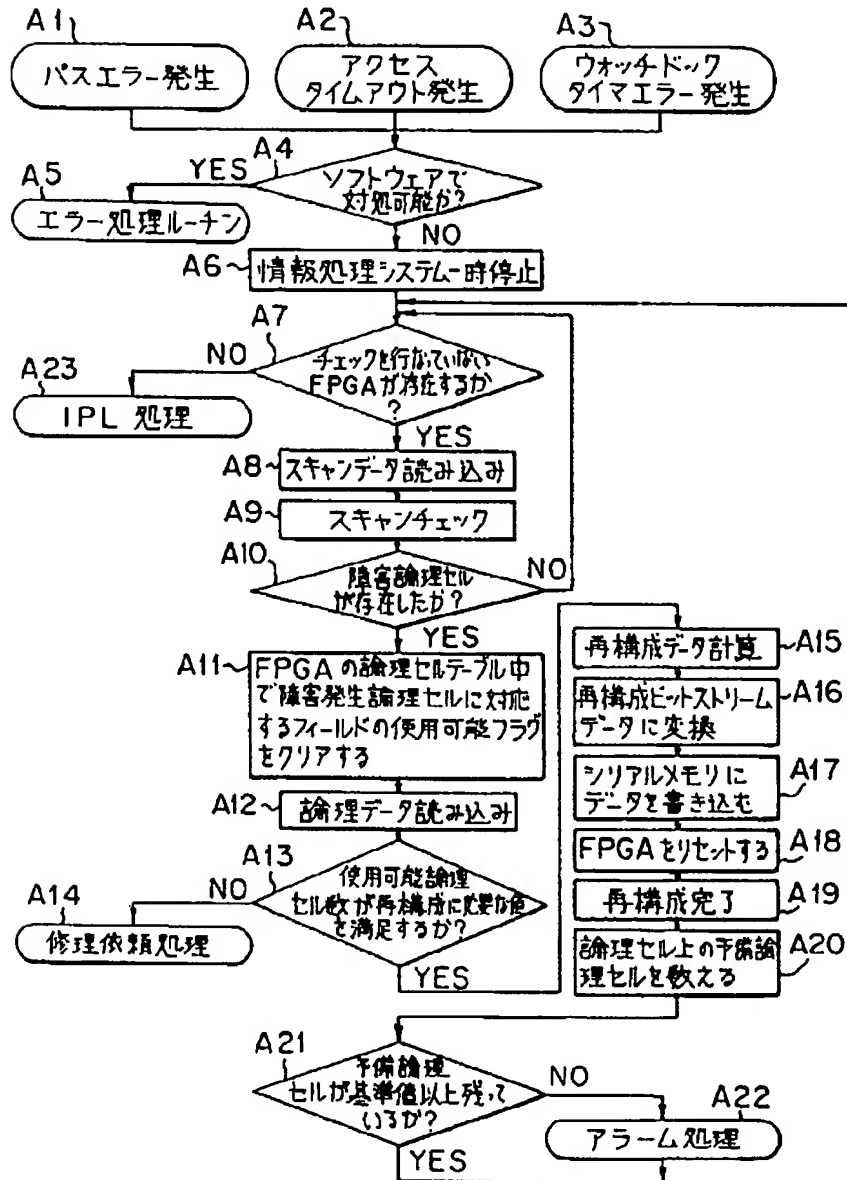 A1
パスエラー発生
A2
アクセス
タイムアウト発生
A3
ウォッチドック
タイマエラー発生
A4
ソフトウェアで
対処可能か?
YES
A5
エラー処理ルーチン
NO
A6
情報処理システム一時停止
A7
チェックを行なっていない
FPGAが存在するか
?
NO
A23
IPL 処理
YES
A8
スキャンデータ読み込み
A9
スキャンチェック
A10
障害論理セル
が存在したか?
NO
YES
A11
FPGAの論理セルテーブル中
で障害発生論理セルに対応
するフィールドの使用可能フラグ
をクリアする
A12
論理データ読み込み
A13
使用可能論理
セル数が再構成に必要な値
を満足するか?
NO
A14
修理依頼処理
YES
再構成データ計算
A15
再構成ビットストリーム
データに変換
A16
シリアルメモリに
データを書き込む
A17
FPGAをリセットする
A18
再構成完了
A19
論理セル上の予備論
理セルを数える
A20
A21
予備論理
セルが基準値以上残って
いるか?
NO
A22
アラーム処理
YES